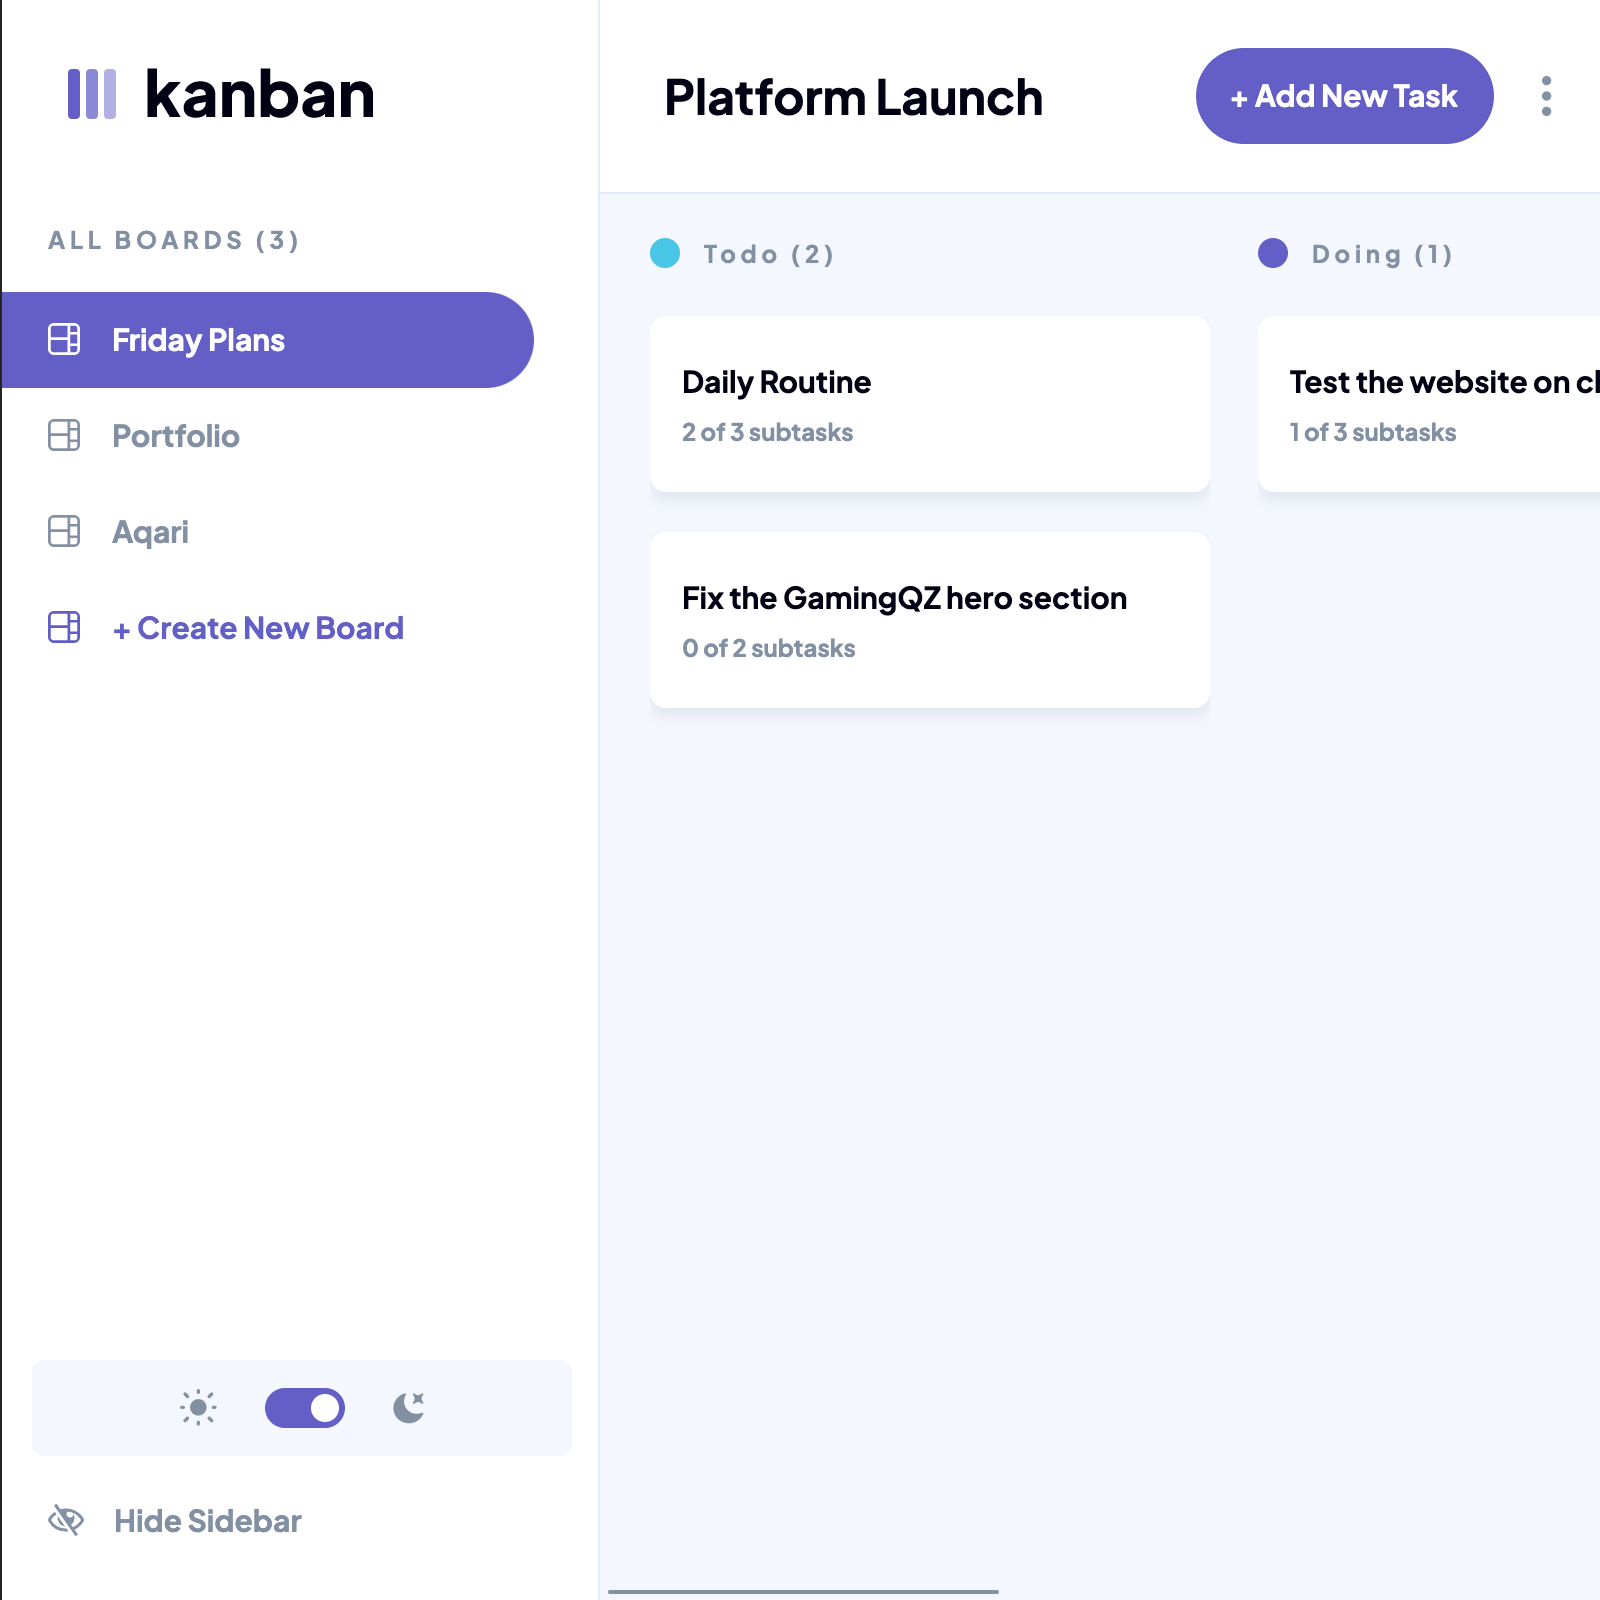 kanban
ALL BOARDS (3)
Friday Plans
Portfolio
Aqari
+ Create New Board
Hide Sidebar
Platform Launch
+ Add New Task
Todo (2)
Daily Routine
2 of 3 subtasks
Fix the GamingQZ hero section
0 of 2 subtasks
Doing (1)
Test the website on
1 of 3 subtasks